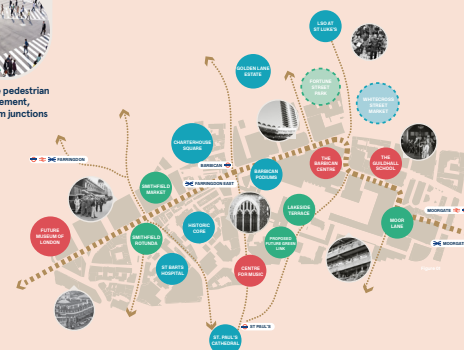 LSO AT
ST LUKE'S
GOLDEN LANE
ESTATE
FORTUNE
STREET
PARK
WHITECROSS
STREET
MARKET
e pedestrian
ement,
m junctions
CHARTERHOUSE
SQUARE
FARRINGDON
BARBICAN
THE
BARBICAN
CENTRE
THE
GUILDHALL
SCHOOL
BARBICAN
PODIUMS
FARRINGDON EAST
SMITHFIELD
MARKET
LAKESIDE
TERRACE
MOORGATE
MOOR
LANE
HISTORIC
CORE
FUTURE
MUSEUM OF
LONDON
SMITHFIELD
ROTUNDA
PROPOSED
FUTURE GREEN
LINK
MOORGAT
ST BARTS
HOSPITAL
CENTRE
FOR MUSIC
ST PAUL'S
ST. PAUL'S
CATHEDRAL